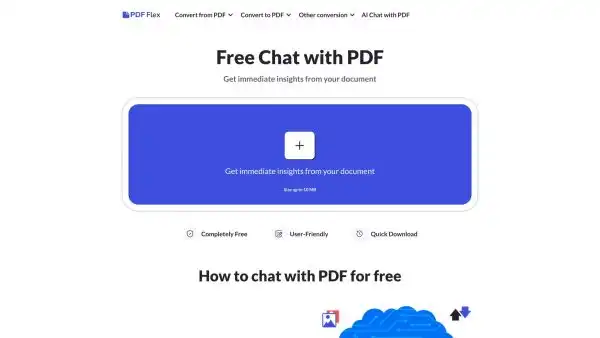 PDF Flex Convert from PDF Convert to PDF Other conversion AI Chat with PDF
Free Chat with PDF
Get immediate insights from your document
Get immediate insights from your document
Size up to 10 MB
Completely Free User-Friendly Quick Download
How to chat with PDF for free